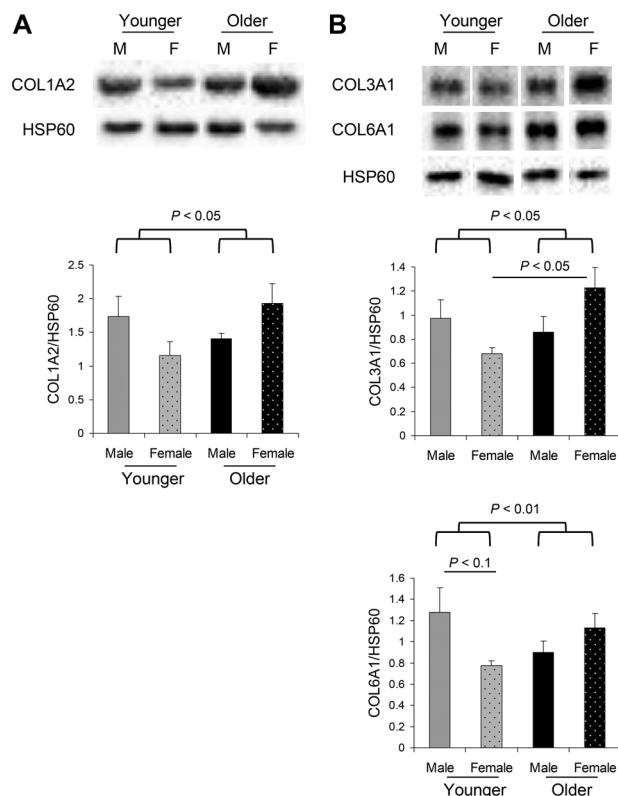 A
Younger Older
M F M F
COL1A2
HSP60
P < 0.05
COL1A2/HSP60
2.5
2
1.5
1
0.5
0
Male Female Male Female
Younger Older
B
Younger Older
M F M F
COL3A1
COL6A1
HSP60
P < 0.05
P < 0.05
COL3A1/HSP60
1.4
1.2
1
0.8
0.6
0.4
0.2
0
Male Female Male Female
P < 0.01
P < 0.1
COL6A1/HSP60
1.6
1.4
1.2
1
0.8
0.6
0.4
0.2
0
Male Female Male Female
Younger Older